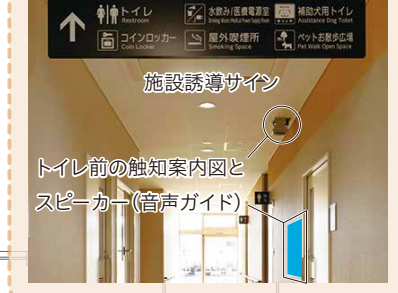 トイレ
Restroom
水飲み/医療電源室
補助犬用トイレ
Assistance Dog Toilet
コインロッカー
Coin Locker
屋外喫煙所
Smoking Space
ペットお散歩広場
Pet Walk Open Space
施設誘導サイン
トイレ前の触知案内図と
スピーカー（音声ガイド）